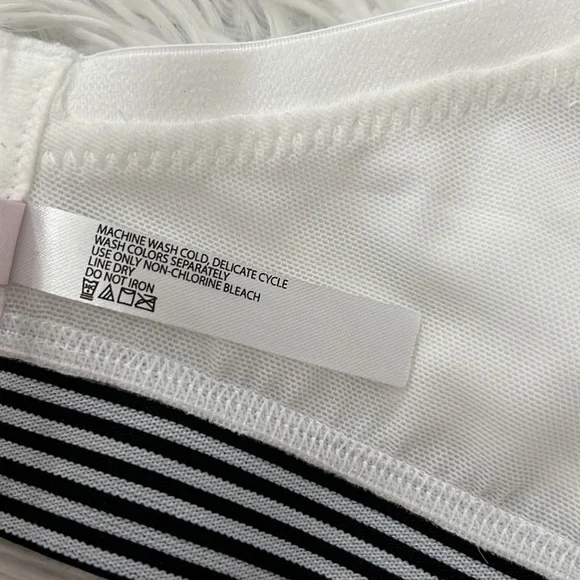 MACHINE WASH COLD, DELICATE CYCLE
WASH COLORS SEPARATELY
USE ONLY NON-CHLORINE BLEACH
LINE DRY
DO NOT IRON